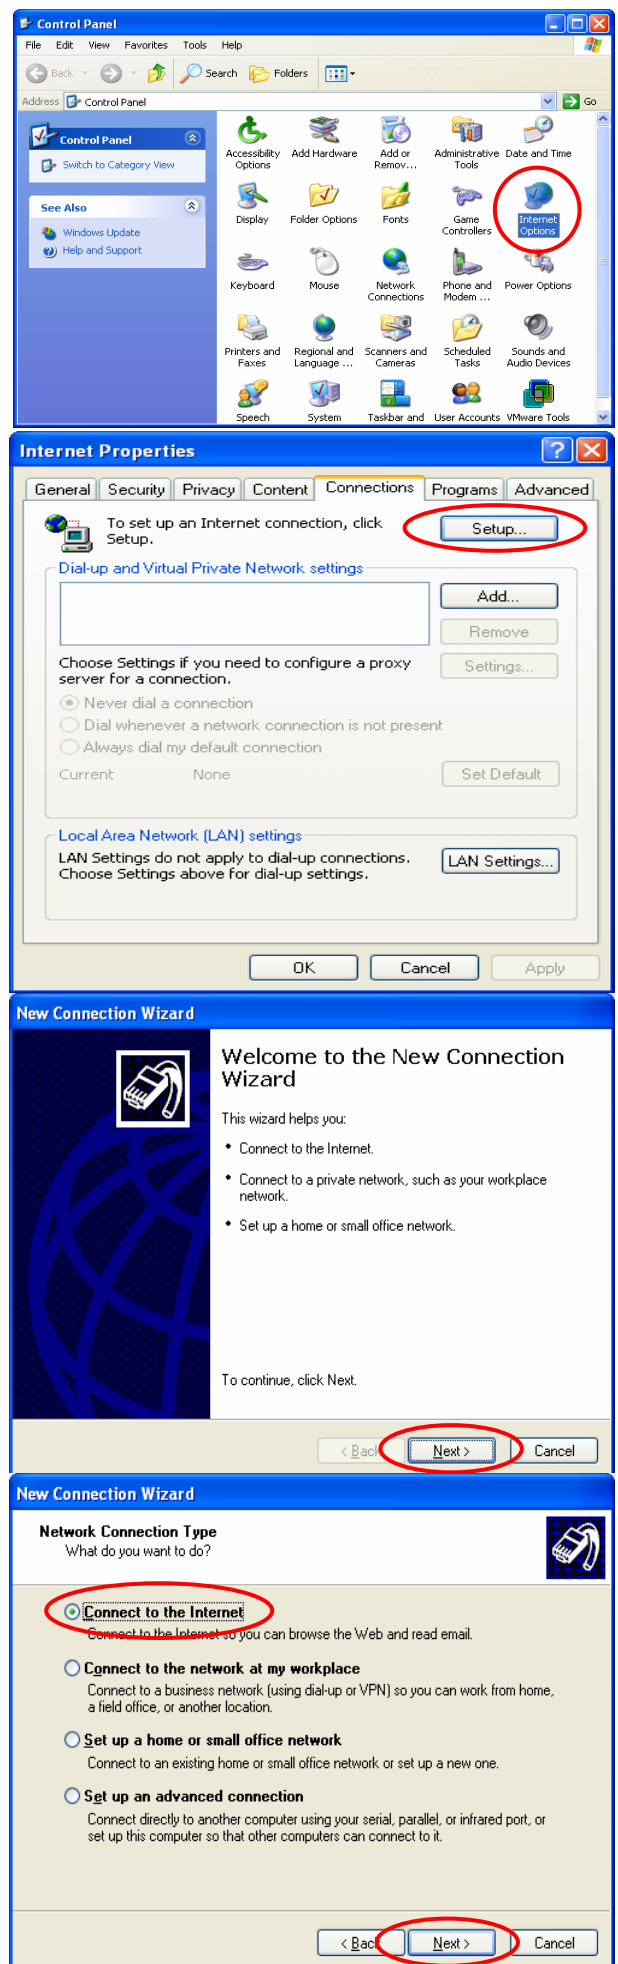 Control Panel
File Edit View Favorites Tools Help
Back Search Folders
Address Control Panel Go
Control Panel
Switch to Category View
See Also
Windows Update
Help and Support
Accessibility Options
Add Hardware
Add or Remov...
Administrative Tools
Date and Time
Display
Folder Options
Fonts
Game Controllers
Internet Options
Keyboard
Mouse
Network Connections
Phone and Modem ...
Power Options
Printers and Faxes
Regional and Language ...
Scanners and Cameras
Scheduled Tasks
Sounds and Audio Devices
Speech
System
Taskbar and
User Accounts
VMware Tools
Internet Properties
General Security Privacy Content Connections Programs Advanced
To set up an Internet connection, click
Setup.
Setup...
Dial-up and Virtual Private Network settings
Add...
Remove
Choose Settings if you need to configure a proxy
server for a connection.
Settings...
Never dial a connection
Dial whenever a network connection is not present
Always dial my default connection
Current None Set Default
Local Area Network (LAN) settings
LAN Settings do not apply to dial-up connections.
Choose Settings above for dial-up settings.
LAN Settings...
OK Cancel Apply
New Connection Wizard
Welcome to the New Connection
Wizard
This wizard helps you:
• Connect to the Internet.
• Connect to a private network, such as your workplace
network.
• Set up a home or small office network.
To continue, click Next.
< Back Next > Cancel
New Connection Wizard
Network Connection Type
What do you want to do?
Connect to the Internet
Connect to the Internet so you can browse the Web and read email.
Connect to the network at my workplace
Connect to a business network (using dial-up or VPN) so you can work from home,
a field office, or another location.
Set up a home or small office network
Connect to an existing home or small office network or set up a new one.
Set up an advanced connection
Connect directly to another computer using your serial, parallel, or infrared port, or
set up this computer so that other computers can connect to it.
< Back Next > Cancel